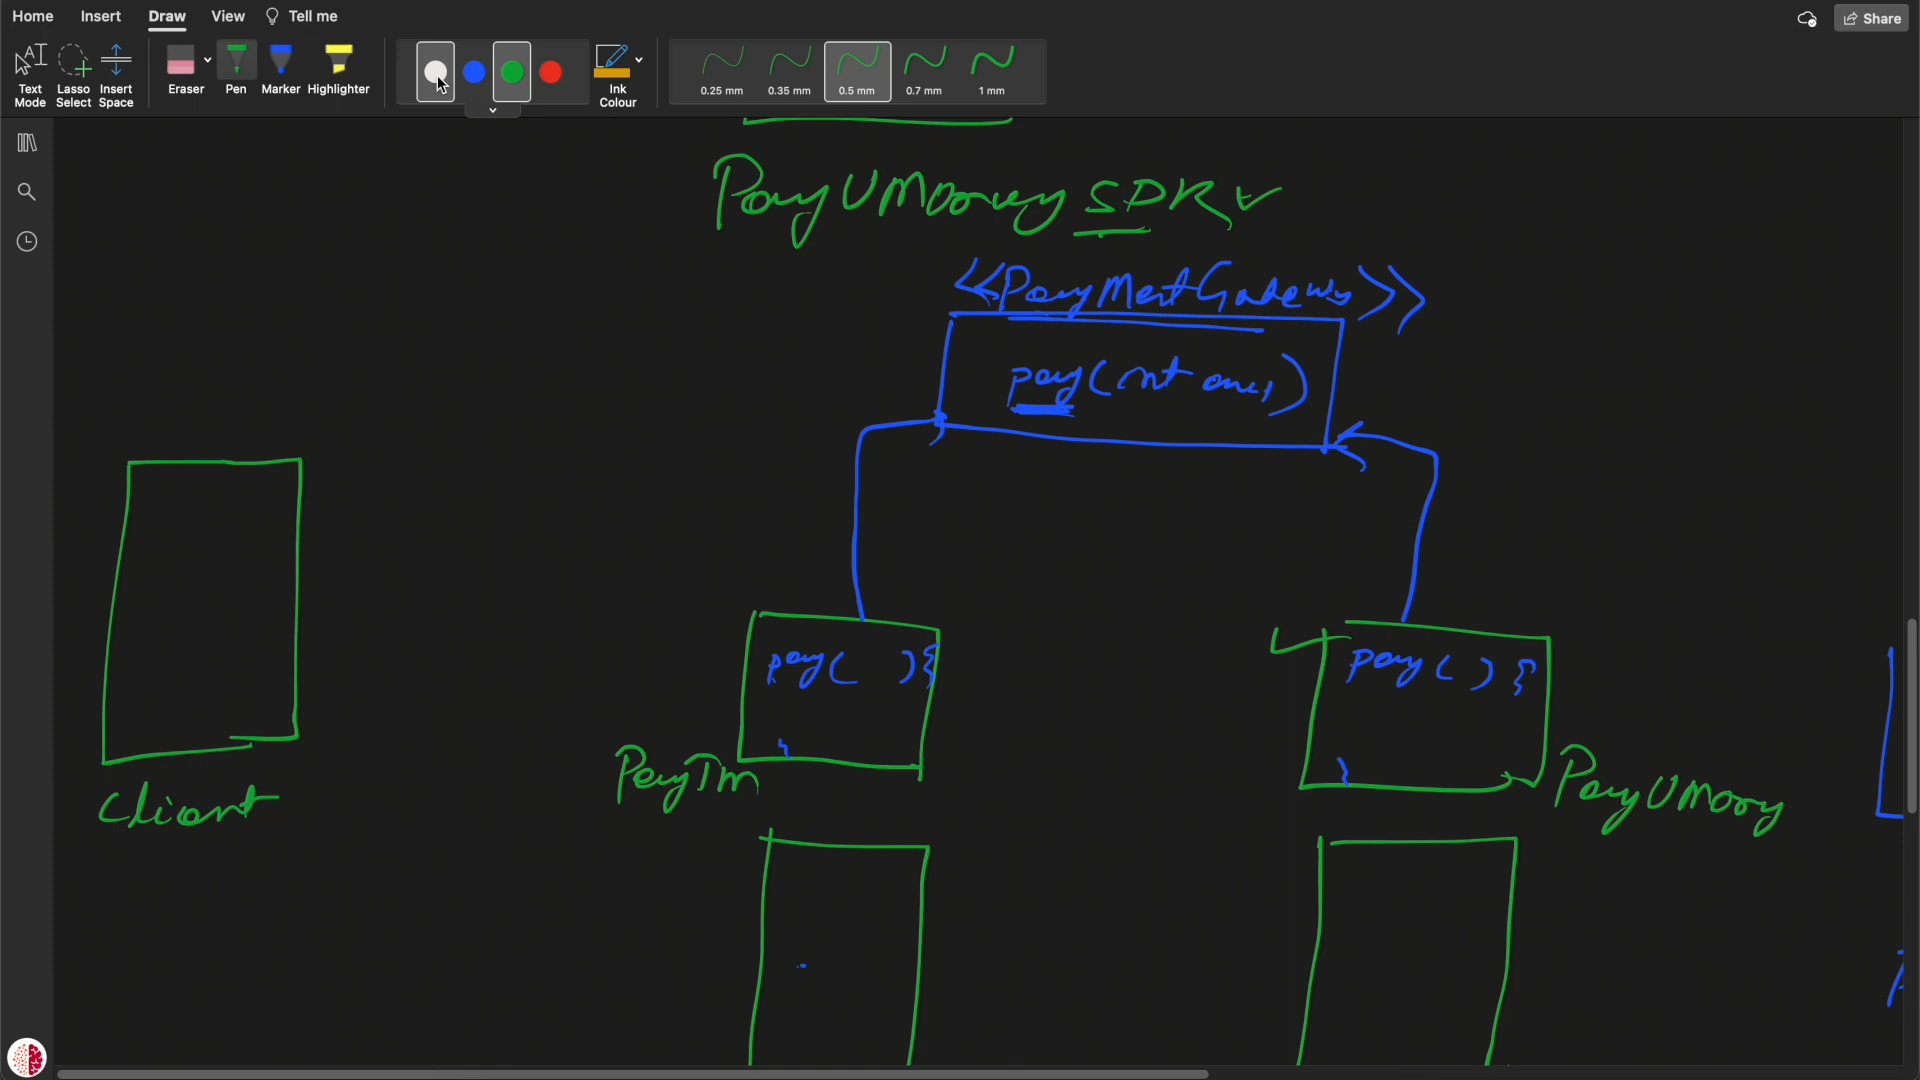 Home Insert Draw View Tell me
Share
Text Mode
Lasso Select
Insert Space
Eraser
Pen
Marker
Highlighter
Ink Colour
0.25 mm
0.35 mm
0.5 mm
0.7 mm
1 mm
PayUMoney SDK
<<PaymentGateway>>
pay(int amt)
pay( ){
}
PayTm
pay( ){
}
PayUMony
Client